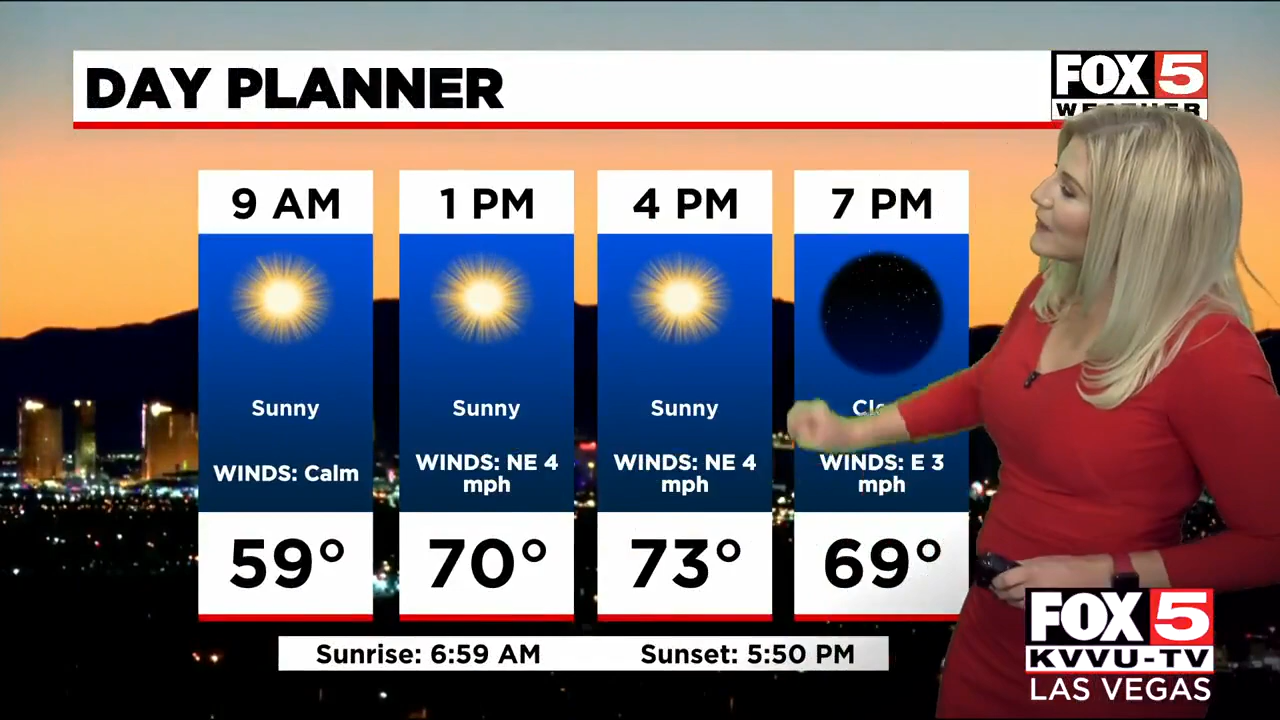 DAY PLANNER
FOX 5
WEATHER
9 AM
Sunny
WINDS: Calm
59°
1 PM
Sunny
WINDS: NE 4
mph
70°
4 PM
Sunny
WINDS: NE 4
mph
73°
7 PM
WINDS: E 3
mph
69°
Sunrise: 6:59 AM
Sunset: 5:50 PM
FOX 5
KVVU-TV
LAS VEGAS